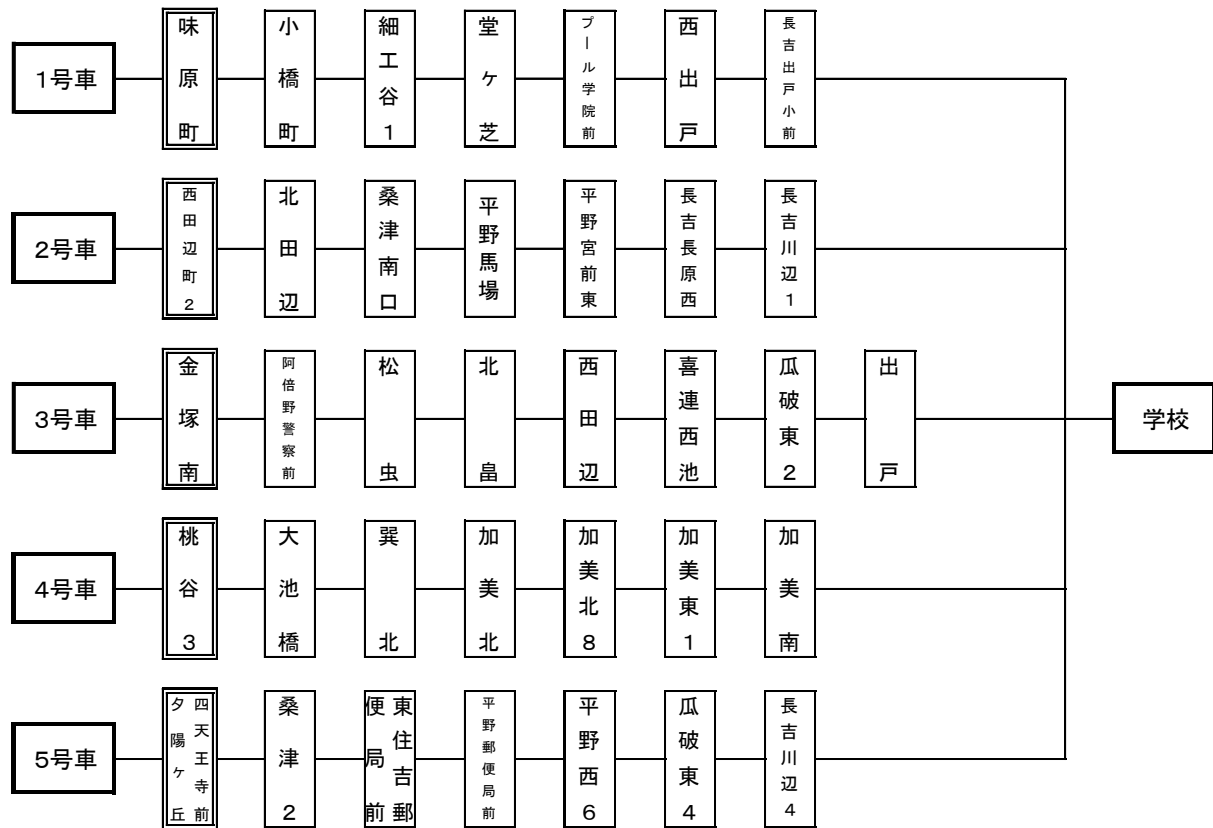 1号車
味原町
小橋町
細工谷1
堂ヶ芝
プール学院前
西出戸
長吉出戸小前
2号車
西田辺町2
北田辺
桑津南口
平野馬場
平野宮前東
長吉長原西
長吉川辺1
3号車
金塚南
阿倍野警察前
松虫
北畠
西田辺
喜連西池
瓜破東2
出戸
学校
4号車
桃谷3
大池橋
巽北
加美北
加美北8
加美東1
加美南
5号車
四天王寺前
夕陽ヶ丘
桑津2
東住吉郵
便局前
平野郵便局前
平野西6
瓜破東4
長吉川辺4